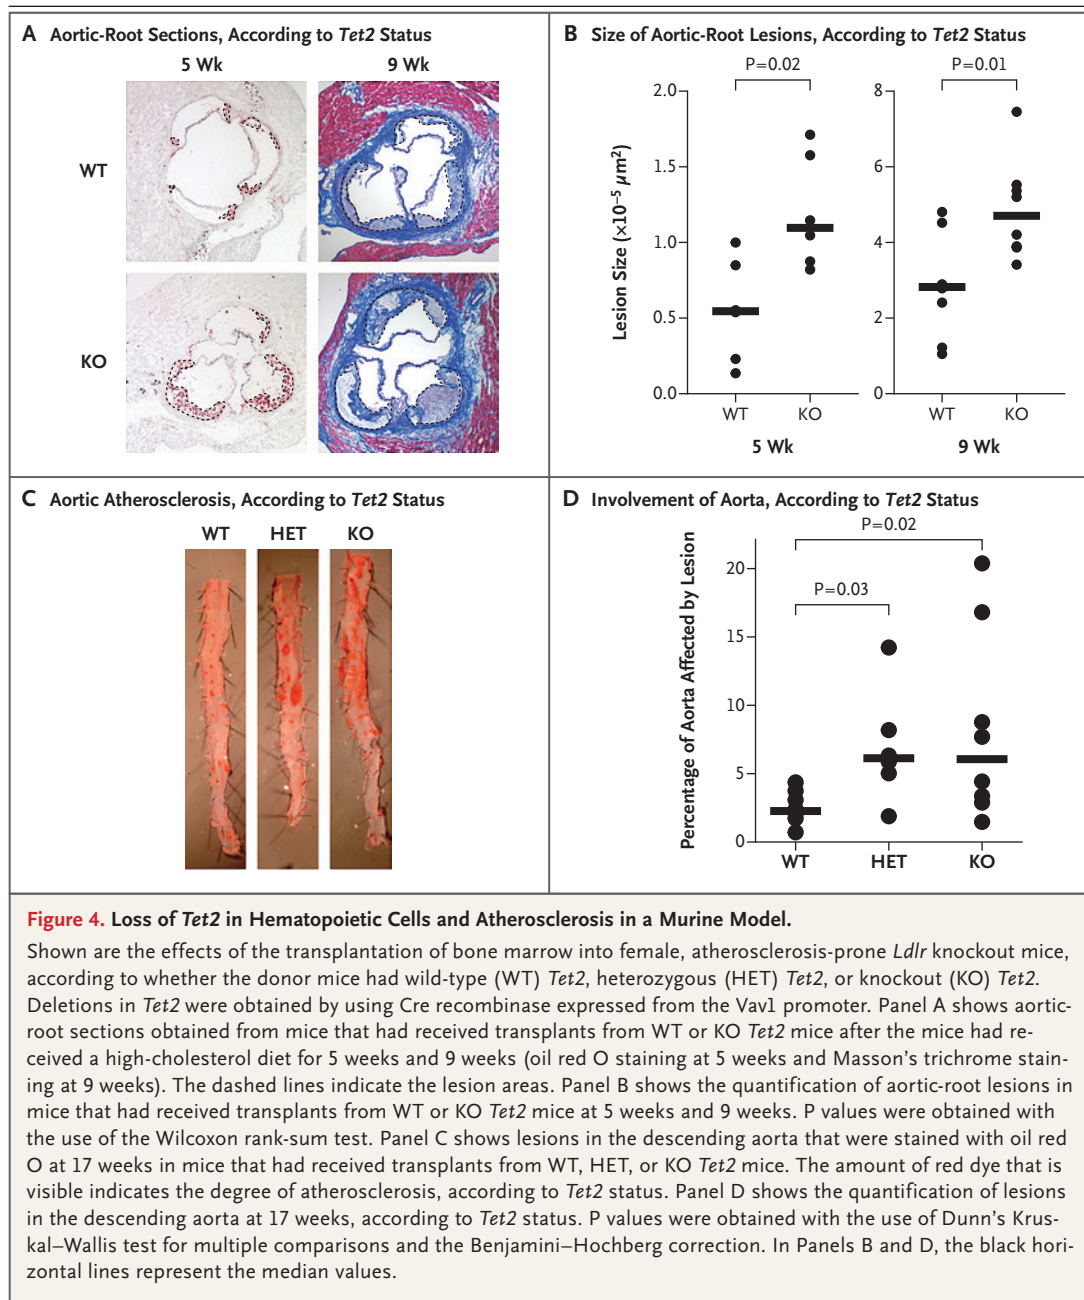 A Aortic-Root Sections, According to Tet2 Status
5 Wk 9 Wk
WT
KO
B Size of Aortic-Root Lesions, According to Tet2 Status
P=0.02 P=0.01
Lesion Size (×10⁻⁵ µm²)
2.0
1.5
1.0
0.5
0.0
WT KO
5 Wk
8
6
4
2
0
WT KO
9 Wk
C Aortic Atherosclerosis, According to Tet2 Status
WT HET KO
D Involvement of Aorta, According to Tet2 Status
P=0.02
P=0.03
Percentage of Aorta Affected by Lesion
20
15
10
5
0
WT HET KO
Figure 4. Loss of Tet2 in Hematopoietic Cells and Atherosclerosis in a Murine Model.
Shown are the effects of the transplantation of bone marrow into female, atherosclerosis-prone Ldlr knockout mice,
according to whether the donor mice had wild-type (WT) Tet2, heterozygous (HET) Tet2, or knockout (KO) Tet2.
Deletions in Tet2 were obtained by using Cre recombinase expressed from the Vav1 promoter. Panel A shows aortic-
root sections obtained from mice that had received transplants from WT or KO Tet2 mice after the mice had re-
ceived a high-cholesterol diet for 5 weeks and 9 weeks (oil red O staining at 5 weeks and Masson's trichrome stain-
ing at 9 weeks). The dashed lines indicate the lesion areas. Panel B shows the quantification of aortic-root lesions in
mice that had received transplants from WT or KO Tet2 mice at 5 weeks and 9 weeks. P values were obtained with
the use of the Wilcoxon rank-sum test. Panel C shows lesions in the descending aorta that were stained with oil red
O at 17 weeks in mice that had received transplants from WT, HET, or KO Tet2 mice. The amount of red dye that is
visible indicates the degree of atherosclerosis, according to Tet2 status. Panel D shows the quantification of lesions
in the descending aorta at 17 weeks, according to Tet2 status. P values were obtained with the use of Dunn's Krus-
kal–Wallis test for multiple comparisons and the Benjamini–Hochberg correction. In Panels B and D, the black hori-
zontal lines represent the median values.